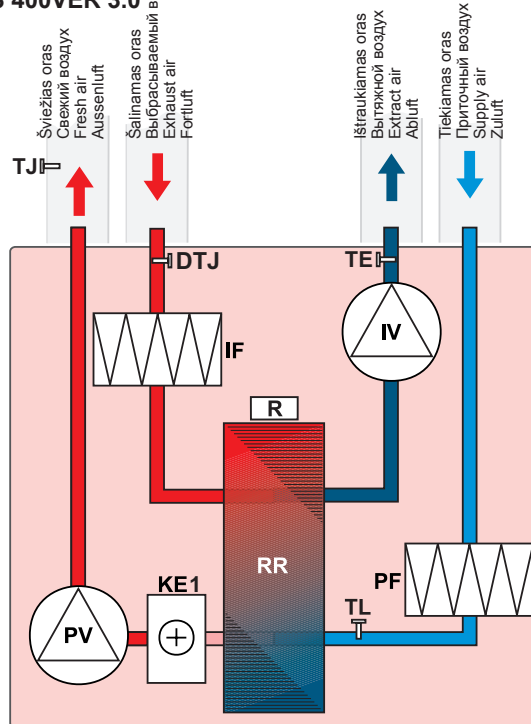 400VER 3.0
Šviežias oras
Свежий воздух
Fresh air
Aussenluft
Šalinamas oras
Выбрасываемый
Exhaust air
Fortluft
Ištraukiamas oras
Вытяжной воздух
Extract air
Abluft
Tiekiamas oras
Приточный воздух
Supply air
Zuluft
TJ
DTJ
TE
IF
IV
R
RR
PF
KE1
TL
PV